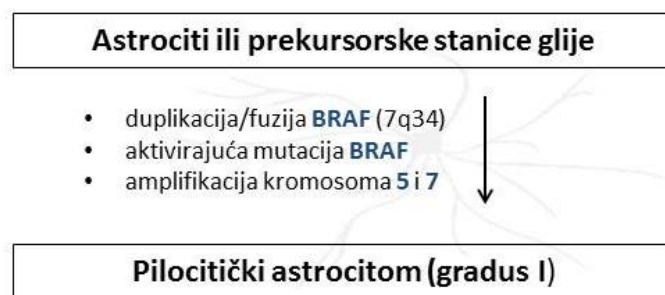 Astrociti ili prekursorske stanice glije
• duplikacija/fuzija BRAF (7q34)
• aktivirajuća mutacija BRAF
• amplifikacija kromosoma 5 i 7
Pilocitički astrocitom (gradus I)